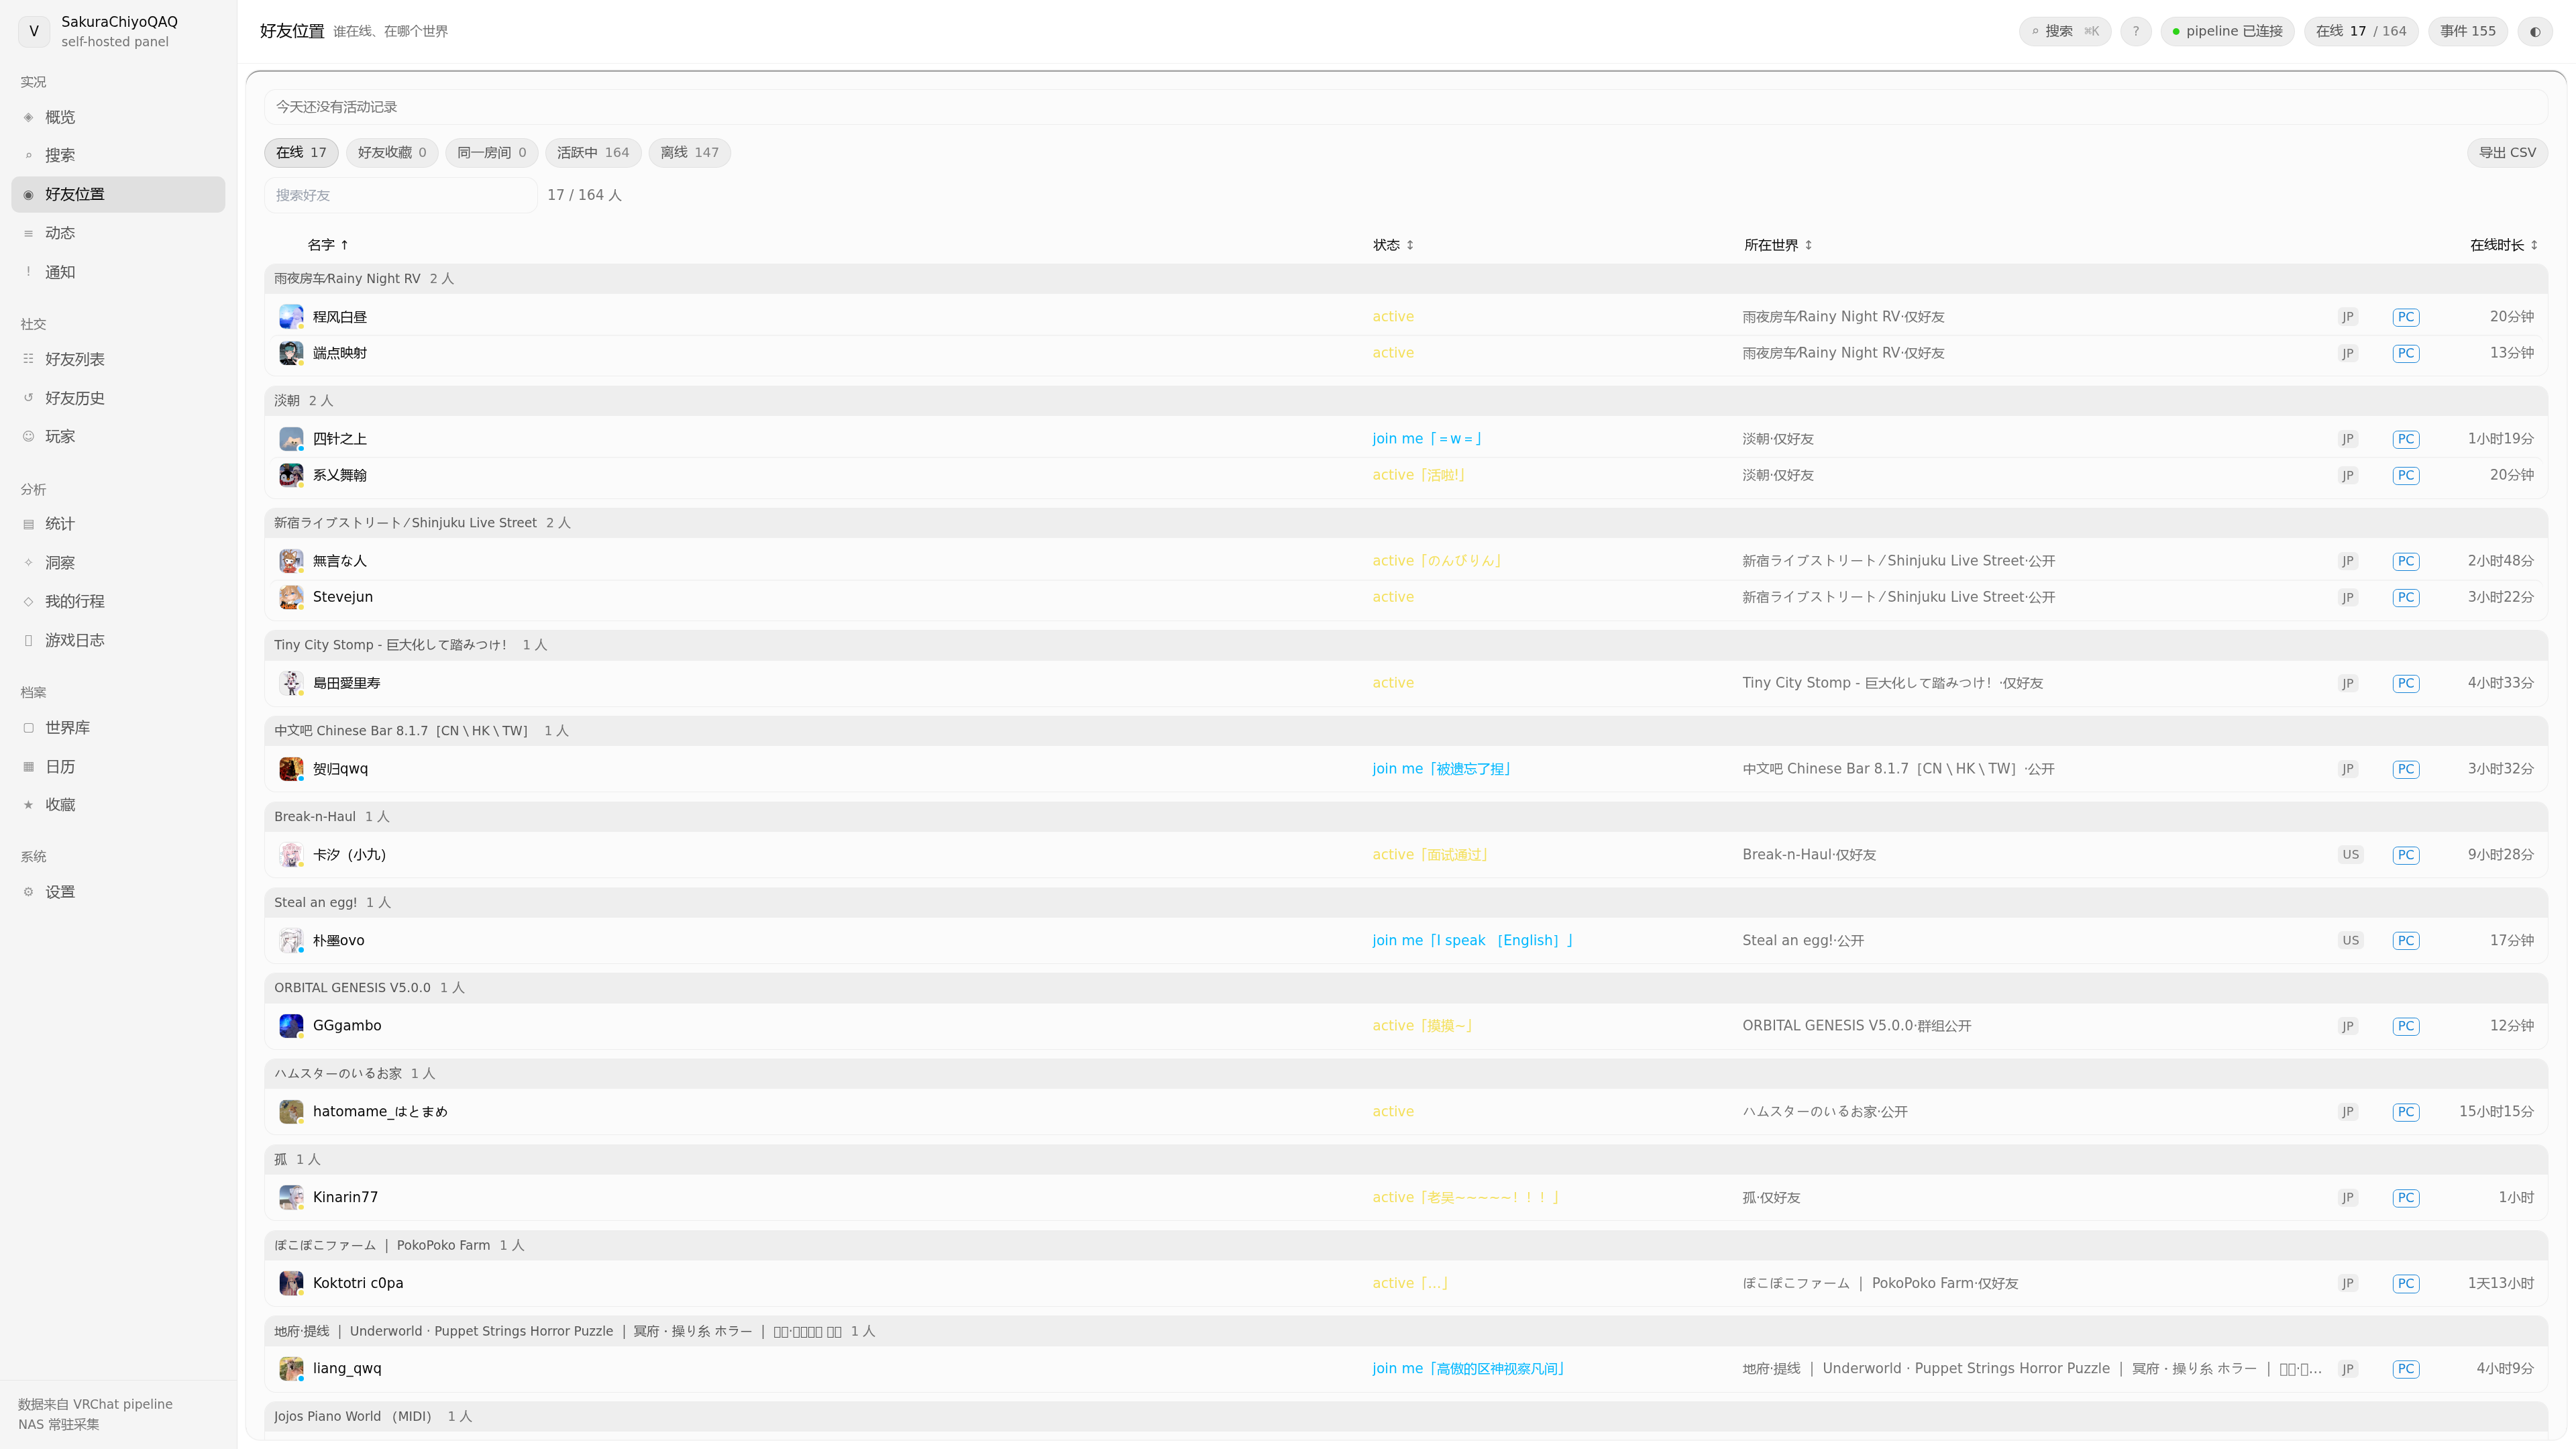 V
SakuraChiyoQAQ
self-hosted panel
实况
概览
搜索
好友位置
动态
通知
社交
好友列表
好友历史
玩家
分析
统计
洞察
我的行程
游戏日志
档案
世界库
日历
收藏
系统
设置
数据来自 VRChat pipeline
NAS 常驻采集
好友位置 谁在线、在哪个世界
搜索 ⌘K ? pipeline 已连接 在线 17 / 164 事件 155
今天还没有活动记录
在线 17 好友收藏 0 同一房间 0 活跃中 164 离线 147 导出 CSV
搜索好友 17 / 164 人
名字 ↑ 状态 ↕ 所在世界 ↕ 在线时长 ↕
雨夜房车⁄Rainy Night RV 2 人
程风白昼 active 雨夜房车⁄Rainy Night RV·仅好友 JP PC 20分钟
端点映射 active 雨夜房车⁄Rainy Night RV·仅好友 JP PC 13分钟
淡朝 2 人
四针之上 join me「＝w＝」 淡朝·仅好友 JP PC 1小时19分
系乂舞翰 active「活啦!」 淡朝·仅好友 JP PC 20分钟
新宿ライブストリート ⁄ Shinjuku Live Street 2 人
無言な人 active「のんびりん」 新宿ライブストリート ⁄ Shinjuku Live Street·公开 JP PC 2小时48分
Stevejun active 新宿ライブストリート ⁄ Shinjuku Live Street·公开 JP PC 3小时22分
Tiny City Stomp - 巨大化して踏みつけ！ 1 人
島田愛里寿 active Tiny City Stomp - 巨大化して踏みつけ！·仅好友 JP PC 4小时33分
中文吧 Chinese Bar 8.1.7［CN \ HK \ TW］ 1 人
贺归qwq join me「被遗忘了捏」 中文吧 Chinese Bar 8.1.7［CN \ HK \ TW］·公开 JP PC 3小时32分
Break-n-Haul 1 人
卡汐（小九） active「面试通过」 Break-n-Haul·仅好友 US PC 9小时28分
Steal an egg! 1 人
朴墨ovo join me「I speak ［English］」 Steal an egg!·公开 US PC 17分钟
ORBITAL GENESIS V5.0.0 1 人
GGgambo active「摸摸~」 ORBITAL GENESIS V5.0.0·群组公开 JP PC 12分钟
ハムスターのいるお家 1 人
hatomame_はとまめ active ハムスターのいるお家·公开 JP PC 15小时15分
孤 1 人
Kinarin77 active「老吴~~~~~！！！」 孤·仅好友 JP PC 1小时
ぽこぽこファーム ｜ PokoPoko Farm 1 人
Koktotri c0pa active「...」 ぽこぽこファーム ｜ PokoPoko Farm·仅好友 JP PC 1天13小时
地府·提线 ｜ Underworld · Puppet Strings Horror Puzzle ｜ 冥府・操り糸 ホラー ｜ 1 人
liang_qwq join me「高傲的区神视察凡间」 地府·提线 ｜ Underworld · Puppet Strings Horror Puzzle ｜ 冥府・操り糸 ホラー ｜ … JP PC 4小时9分
Jojos Piano World （MIDI） 1 人